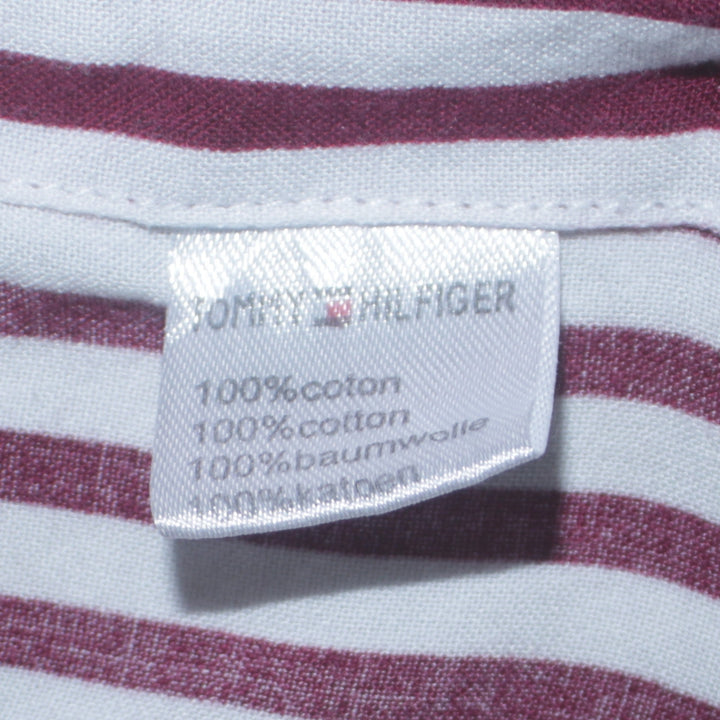 TOMMY HILFIGER
100%coton
100%cotton
100%baumwolle
100%katoen